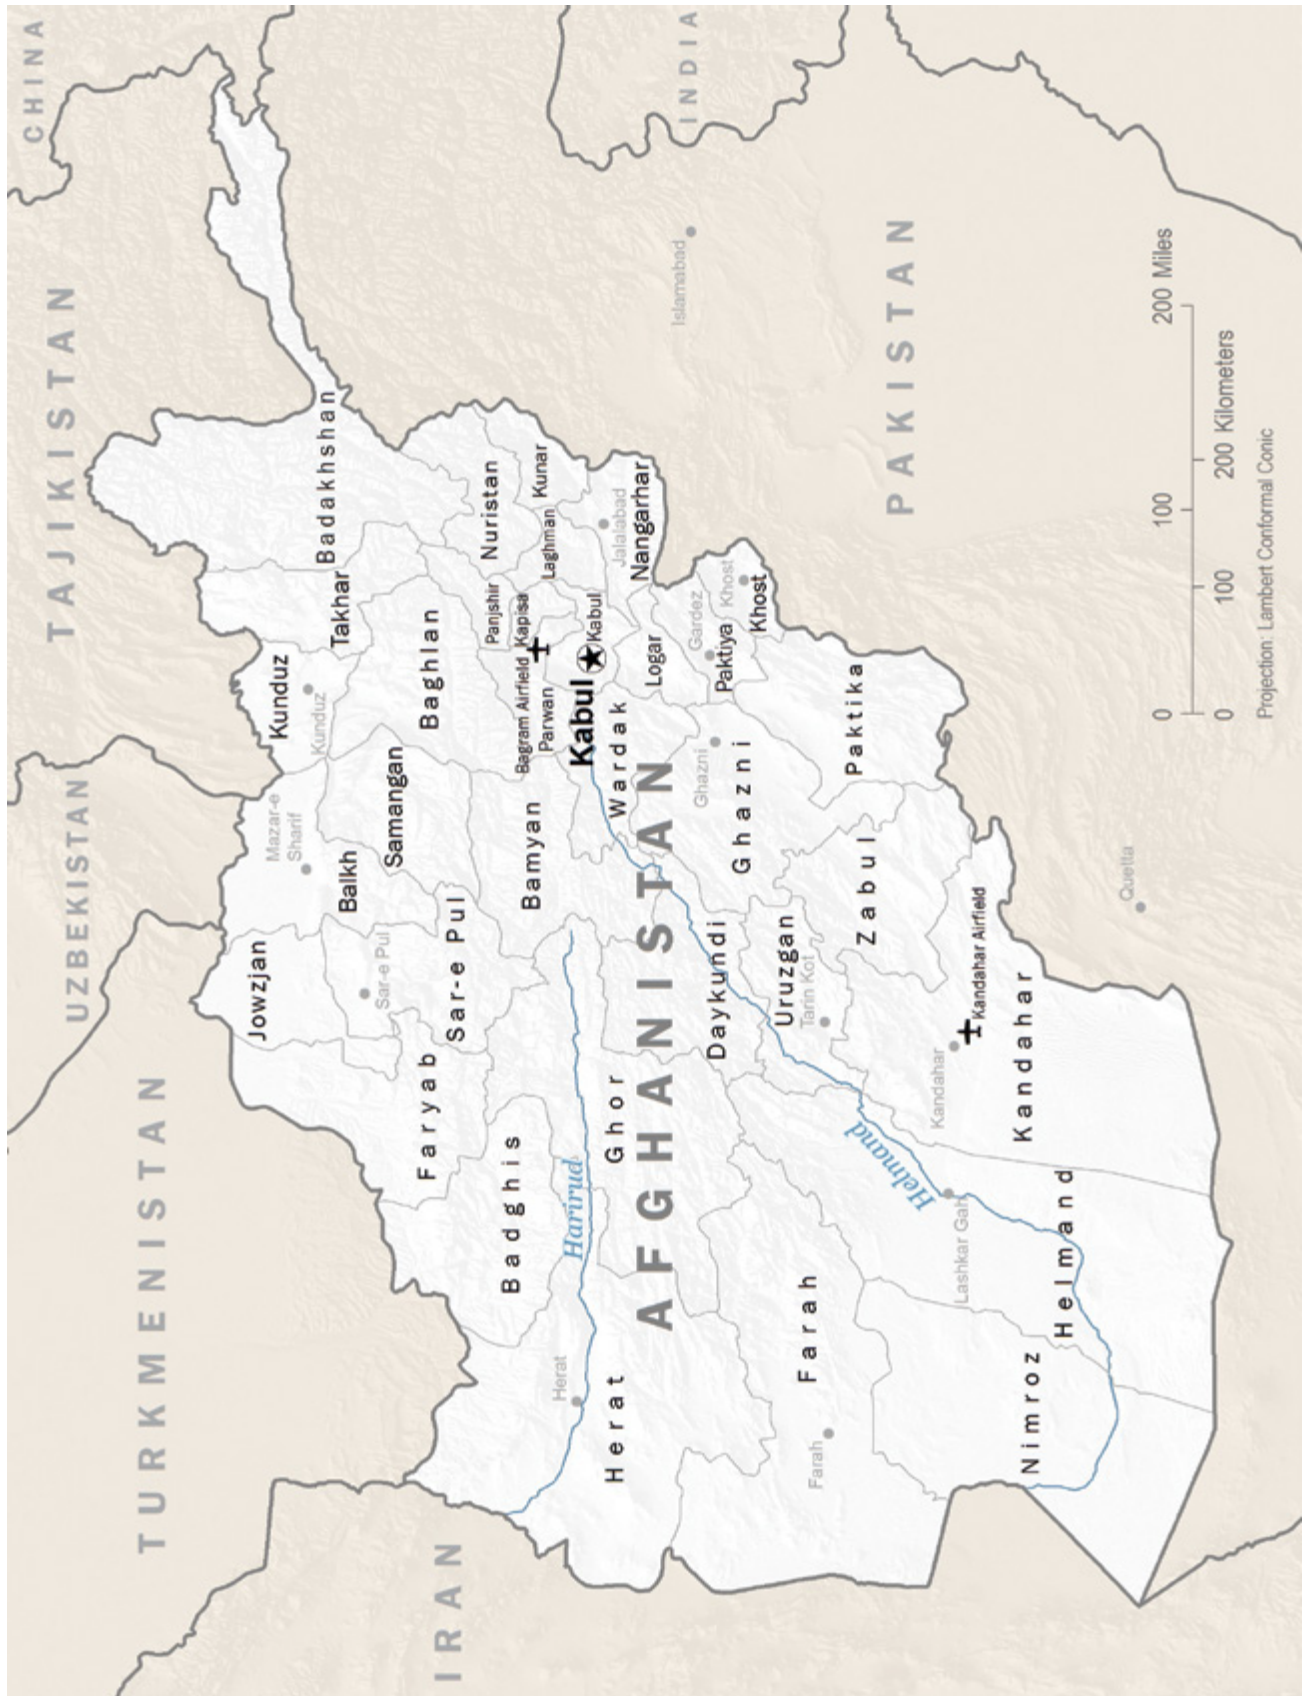 CHINA
TAJIKISTAN
UZBEKISTAN
TURKMENISTAN
IRAN
INDIA
PAKISTAN
AFGHANISTAN
Badakhshan
Takhar
Kunduz
Kunduz
Mazar-e
Sharif
Balkh
Jowzjan
Samangan
Baghlan
Sar-e Pul
Sar-e Pul
Faryab
Badghis
Nuristan
Kunar
Laghman
Panjshir
Kapisa
Bagram Airfield
Parwan
Bamyan
Kabul
Kabul
Jalalabad
Nangarhar
Islamabad
Logar
Wardak
Gardez
Paktiya
Khost
Khost
Harirud
Ghor
Herat
Herat
Ghazni
Ghazni
Daykundi
Uruzgan
Tarin Kot
Zabul
Paktika
Farah
Farah
Helmand
Kandahar
Kandahar Airfield
Kandahar
Lashkar Gah
Helmand
Nimroz
Quetta
0 100 200 Miles
0 100 200 Kilometers
Projection: Lambert Conformal Conic